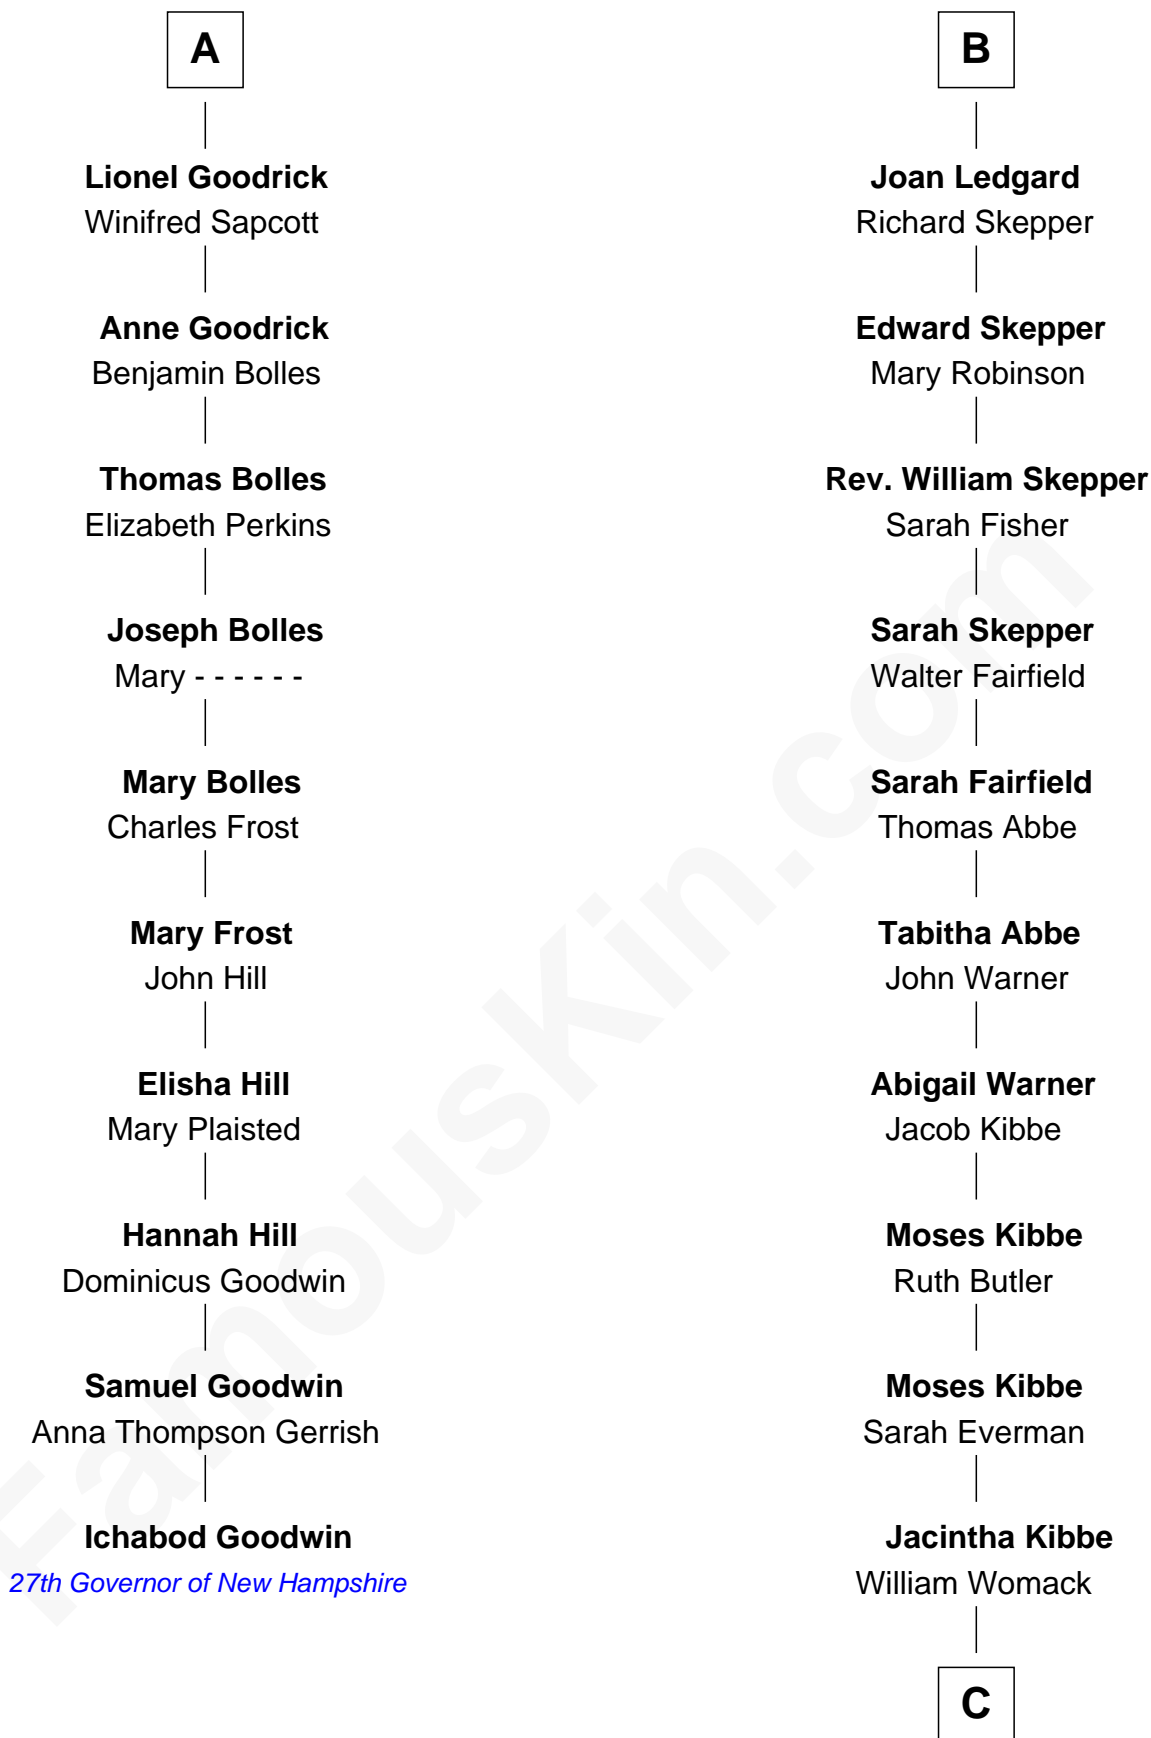 A
Lionel Goodrick
Winifred Sapcott
Anne Goodrick
Benjamin Bolles
Thomas Bolles
Elizabeth Perkins
Joseph Bolles
Mary - - - - - -
Mary Bolles
Charles Frost
Mary Frost
John Hill
Elisha Hill
Mary Plaisted
Hannah Hill
Dominicus Goodwin
Samuel Goodwin
Anna Thompson Gerrish
Ichabod Goodwin
27th Governor of New Hampshire
B
Joan Ledgard
Richard Skepper
Edward Skepper
Mary Robinson
Rev. William Skepper
Sarah Fisher
Sarah Skepper
Walter Fairfield
Sarah Fairfield
Thomas Abbe
Tabitha Abbe
John Warner
Abigail Warner
Jacob Kibbe
Moses Kibbe
Ruth Butler
Moses Kibbe
Sarah Everman
Jacintha Kibbe
William Womack
C
FamousKin.com